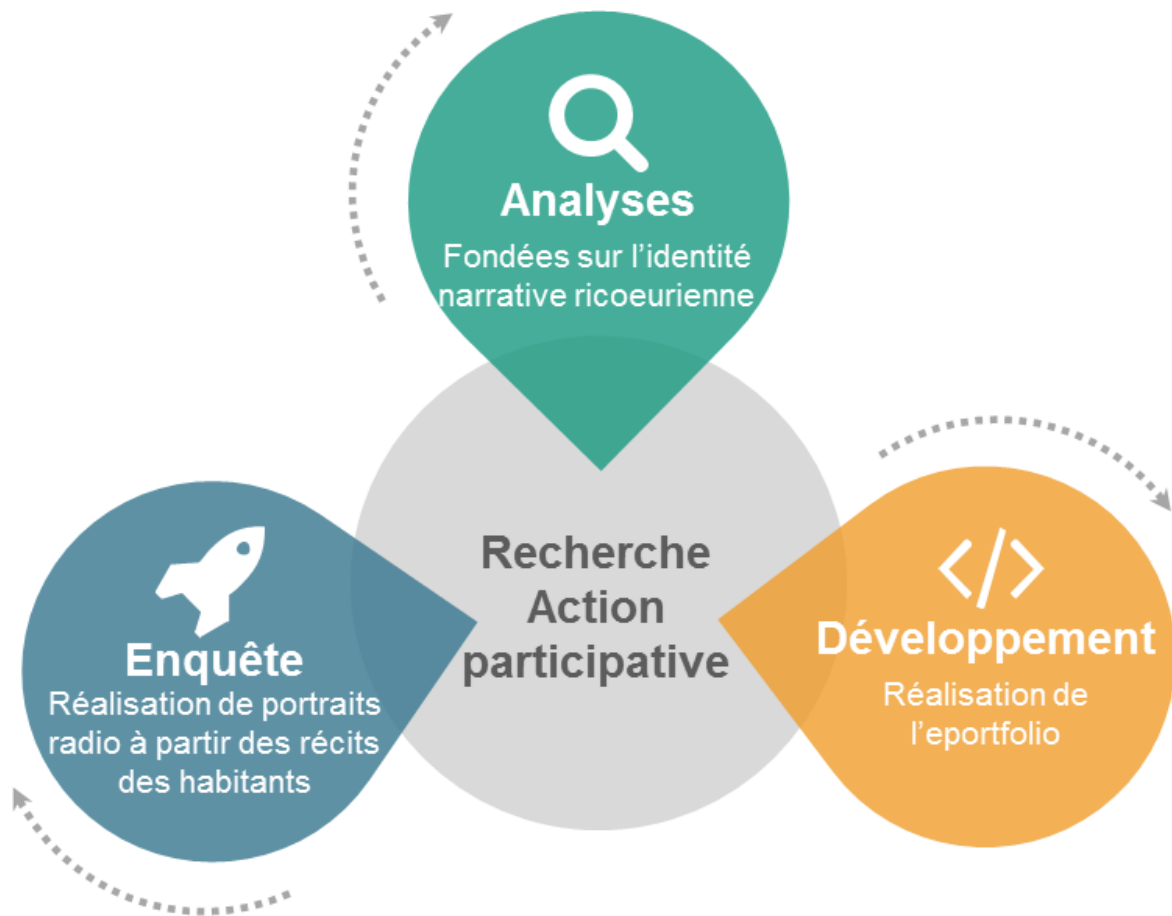 Analyses
Fondées sur l’identité
narrative ricoeurienne
Recherche
Action
participative
Enquête
Réalisation de portraits
radio à partir des récits
des habitants
Développement
Réalisation de
l’eportfolio